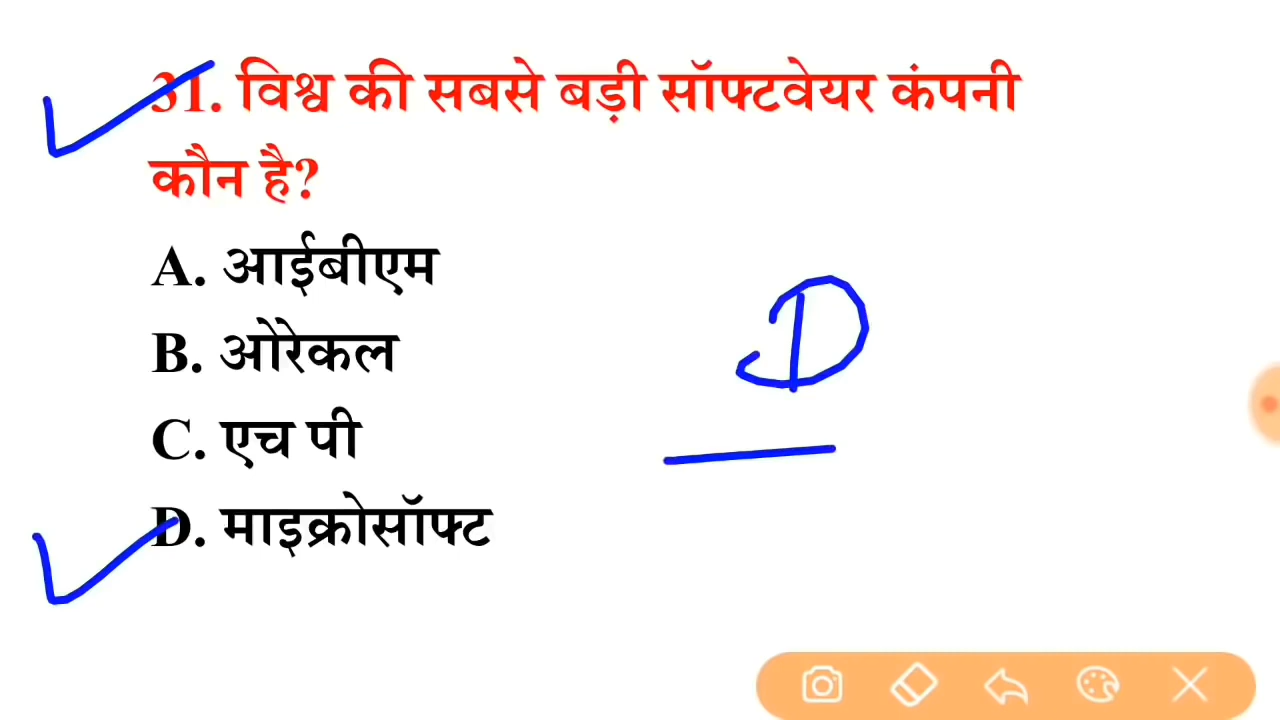 31. विश्व की सबसे बड़ी सॉफ्टवेयर कंपनी
कौन है?
A. आईबीएम
B. ओरेकल
C. एच पी
D. माइक्रोसॉफ्ट
D